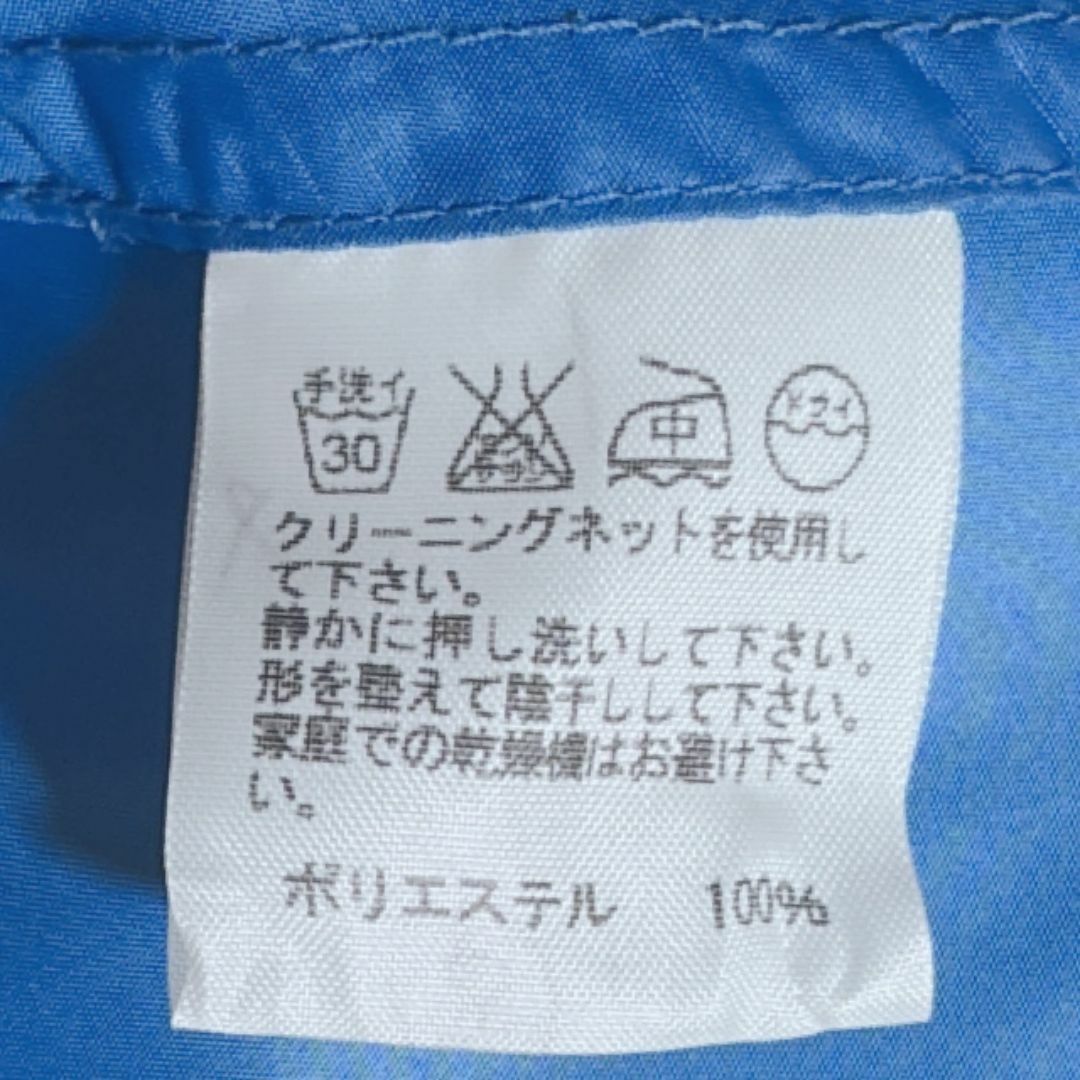 手洗イ
30
エンソサラシ
中
ドライ
クリーニングネットを使用し
て下さい。
静かに押し洗いして下さい。
形を整えて陰干しして下さい。
家庭での乾燥機はお避け下さ
い。
ポリエステル 100%